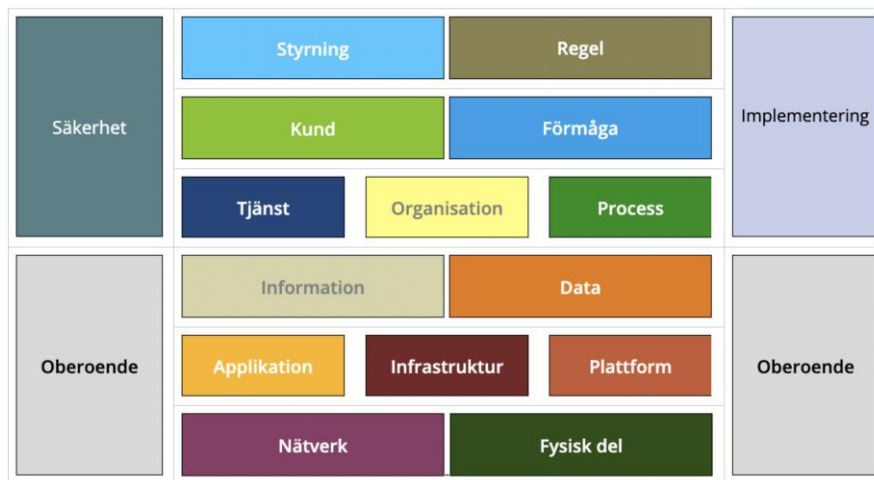 Säkerhet
Styrning
Regel
Implementering
Kund
Förmåga
Tjänst
Organisation
Process
Oberoende
Information
Data
Oberoende
Applikation
Infrastruktur
Plattform
Nätverk
Fysisk del